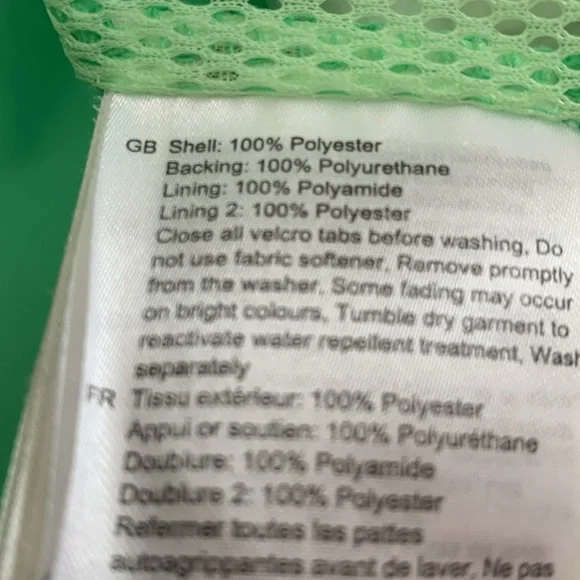 GB Shell: 100% Polyester
Backing: 100% Polyurethane
Lining: 100% Polyamide
Lining 2: 100% Polyester
Close all velcro tabs before washing, Do
not use fabric softener, Remove promptly
from the washer, Some fading may occur
on bright colours, Tumble dry garment to
reactivate water repellent treatment, Wash
separately
FR Tissu extérieur: 100% Polyester
Appui or soutien: 100% Polyuréthane
Doublure: 100% Polyamide
Doublure 2: 100% Polyester
Refermer toutes les pattes
autoagrippantes avant de laver, Ne pas